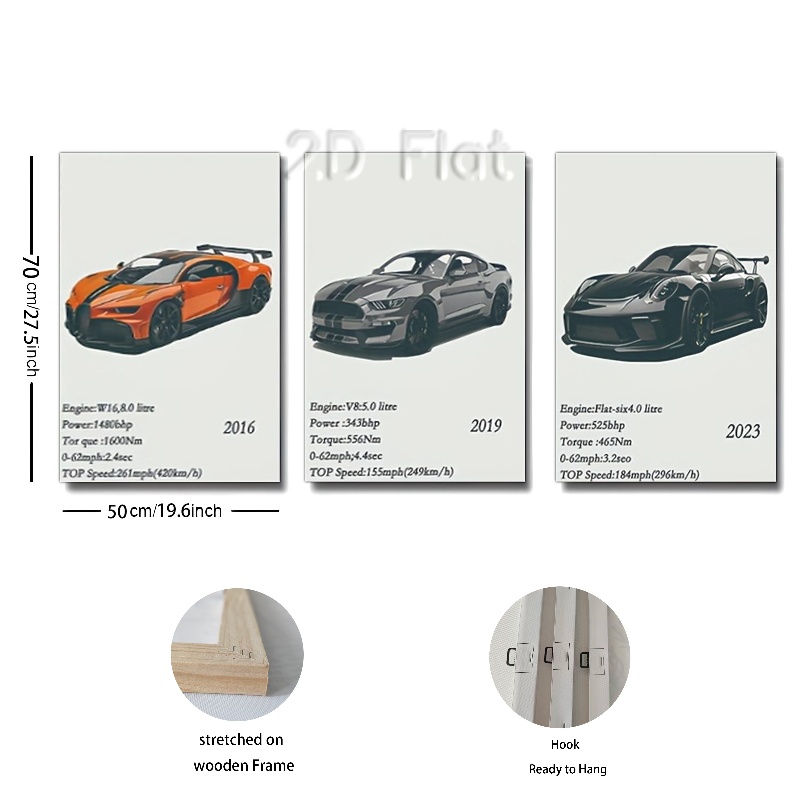 2D Flat
70 cm/27.5inch
Engine:W16,8.0 litre
Power:1480bhp
Tor que :1600Nm
0-62mph:2.4sec
TOP Speed:261mph(420km/h)
2016
Engine:V8:5.0 litre
Power :343bhp
Torque:556Nm
0-62mph;4.4sec
TOP Speed:155mph(249km/h)
2019
Engine:Flat-six4.0 litre
Power:525bhp
Torque :465Nm
0-62mph:3.2seo
TOP Speed:184mph(296km/h)
2023
50 cm/19.6inch
stretched on
wooden Frame
Hook
Ready to Hang